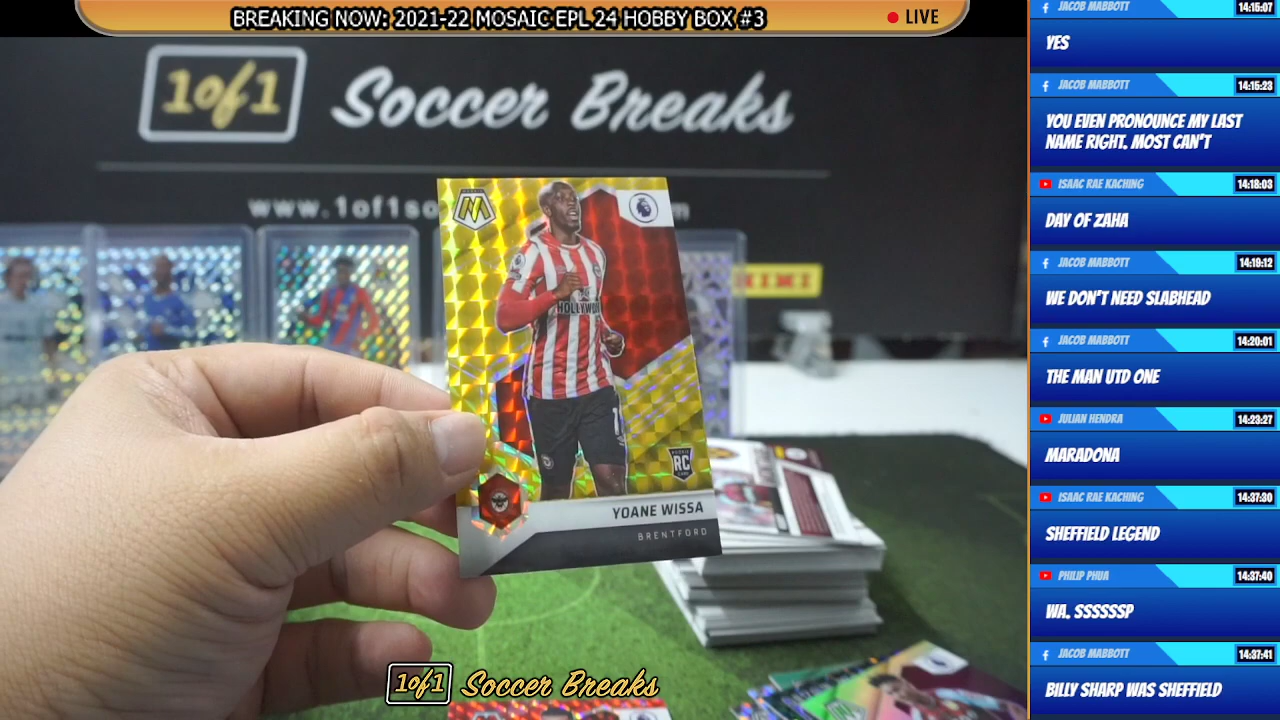 BREAKING NOW: 2021-22 MOSAIC EPL 24 HOBBY BOX #3
LIVE
1of1 Soccer Breaks
www.1of1so
m
HOLLYWOO
RC
YOANE WISSA
BRENTFORD
1of1 Soccer Breaks
JACOB MABBOTT 14:15:07
YES
JACOB MABBOTT 14:15:23
YOU EVEN PRONOUNCE MY LAST
NAME RIGHT. MOST CAN'T
ISAAC RAE KACHING 14:18:03
DAY OF ZAHA
JACOB MABBOTT 14:19:12
WE DON'T NEED SLABHEAD
JACOB MABBOTT 14:20:01
THE MAN UTD ONE
JULIAN HENDRA 14:23:27
MARADONA
ISAAC RAE KACHING 14:37:30
SHEFFIELD LEGEND
PHILIP PHUA 14:37:40
WA. SSSSSSP
JACOB MABBOTT 14:37:41
BILLY SHARP WAS SHEFFIELD